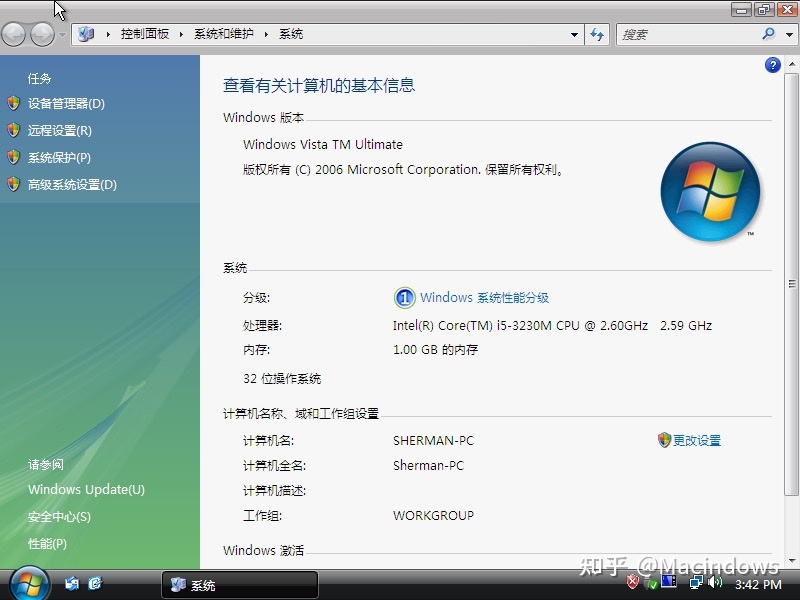 控制面板 系统和维护 系统
搜索
任务
设备管理器(D)
远程设置(R)
系统保护(P)
高级系统设置(D)
请参阅
Windows Update(U)
安全中心(S)
性能(P)
查看有关计算机的基本信息
Windows 版本
Windows Vista TM Ultimate
版权所有 (C) 2006 Microsoft Corporation. 保留所有权利。
TM
系统
分级: 1 Windows 系统性能分级
处理器: Intel(R) Core(TM) i5-3230M CPU @ 2.60GHz 2.59 GHz
内存: 1.00 GB 的内存
32 位操作系统
计算机名称、域和工作组设置
计算机名: SHERMAN-PC 更改设置
计算机全名: Sherman-PC
计算机描述:
工作组: WORKGROUP
Windows 激活
知乎 @Macindows
系统 3:42 PM